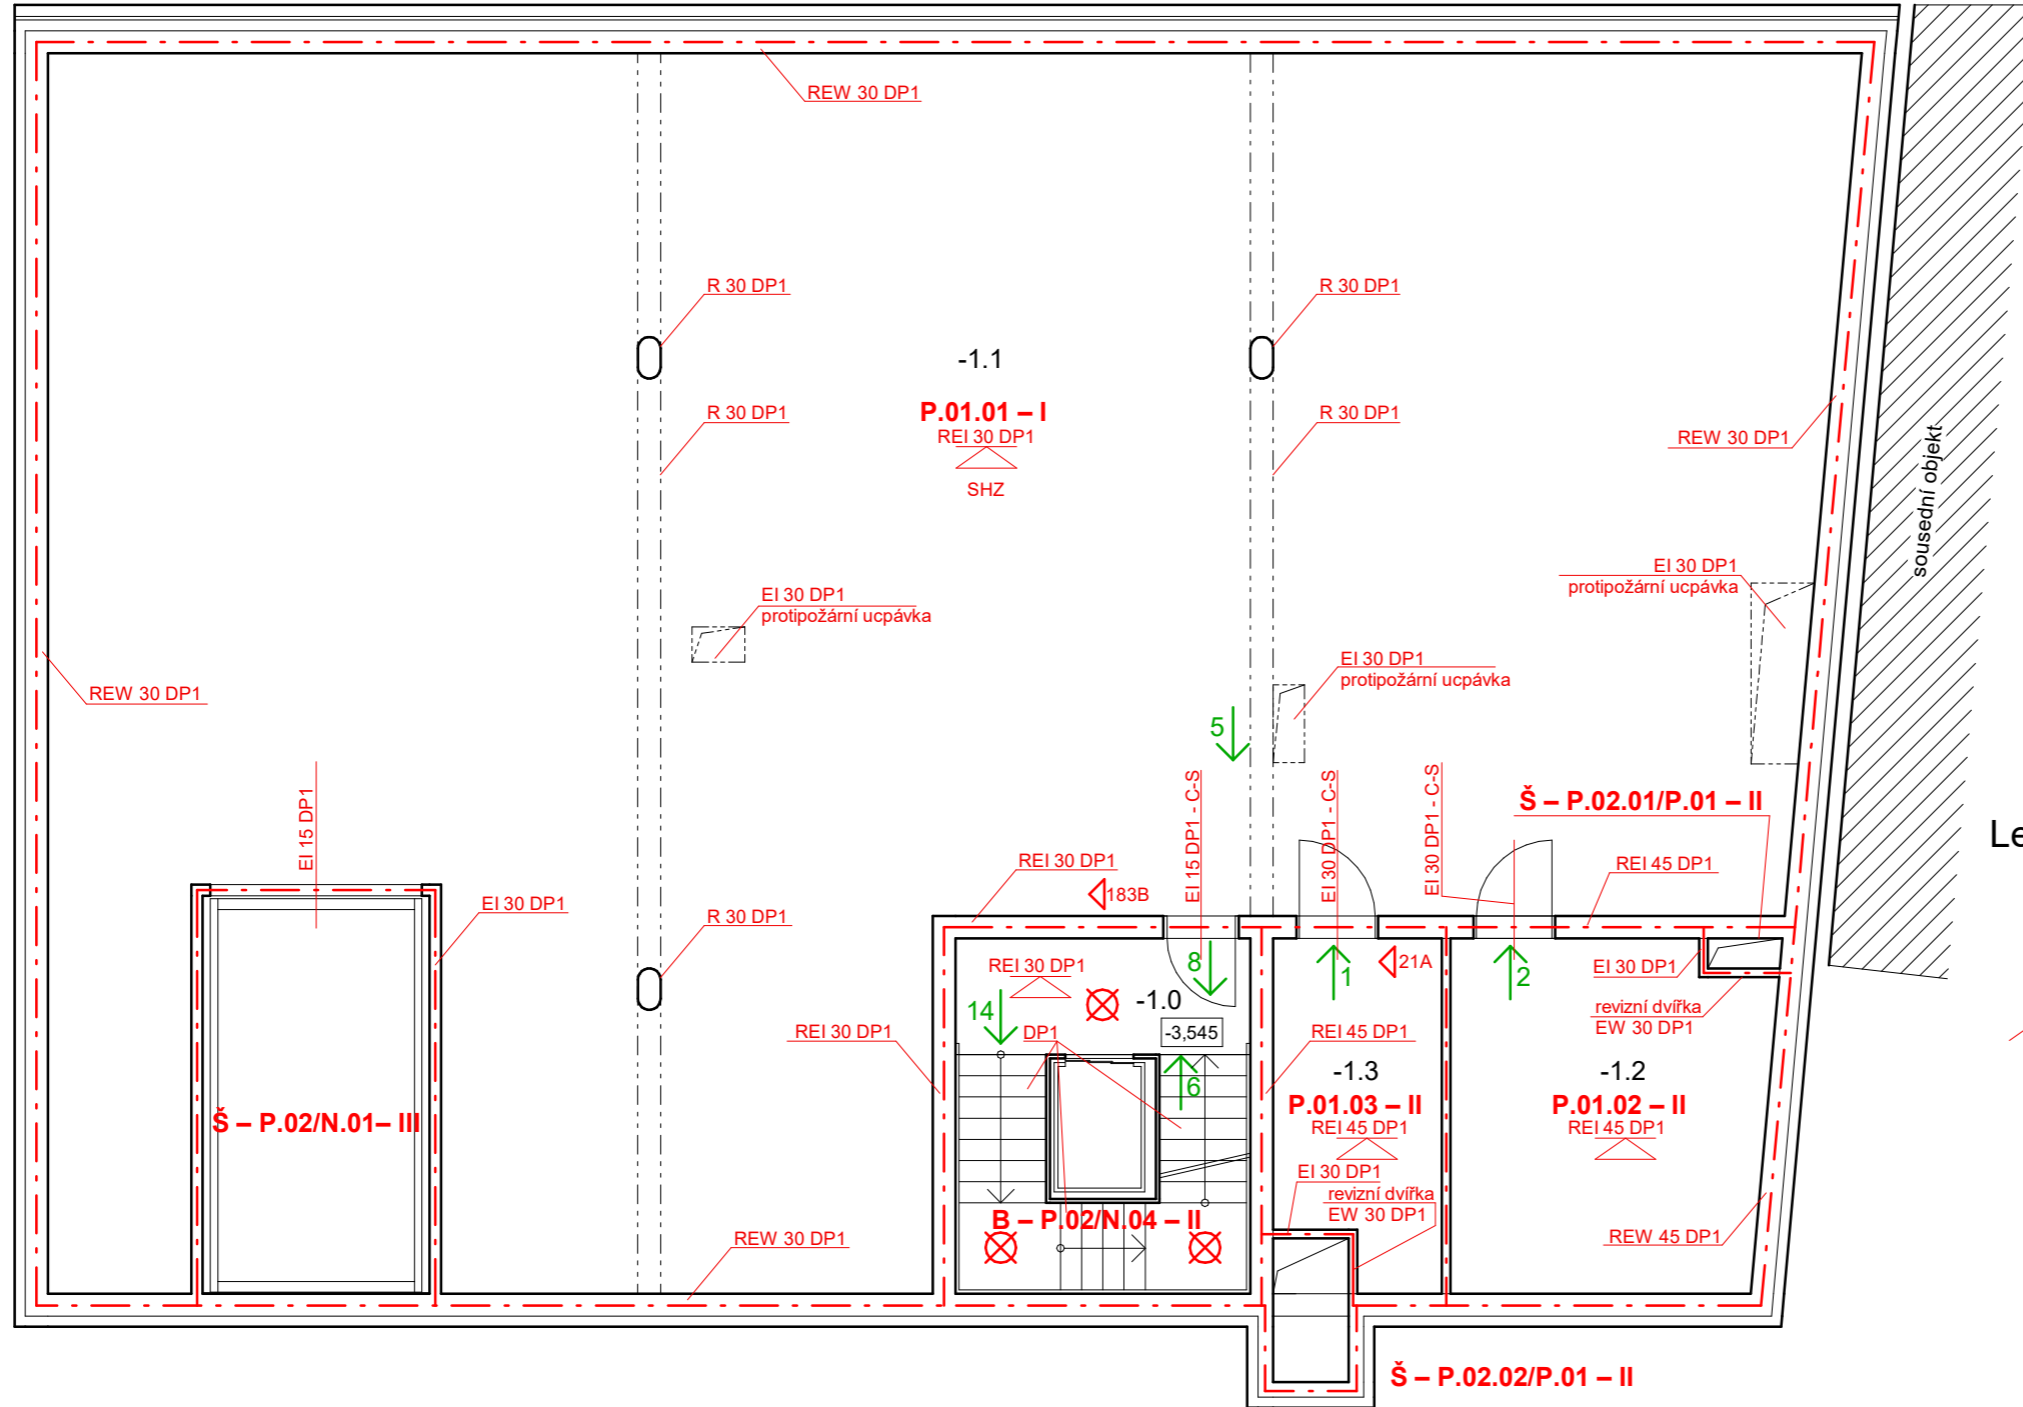 REW 30 DP1
R 30 DP1
R 30 DP1
-1.1
P.01.01 – I
REI 30 DP1
SHZ
R 30 DP1
R 30 DP1
REW 30 DP1
sousední objekt
EI 30 DP1
protipožární ucpávka
EI 30 DP1
protipožární ucpávka
EI 30 DP1
protipožární ucpávka
REW 30 DP1
5
EI 15 DP1
EI 15 DP1 - C-S
EI 30 DP1 - C-S
EI 30 DP1 - C-S
Š – P.02.01/P.01 – II
Le
REI 30 DP1
183B
REI 45 DP1
EI 30 DP1
R 30 DP1
REI 30 DP1
8
1
21A
2
EI 30 DP1
-1.0
14
DP1
-3,545
revizní dvířka
EW 30 DP1
REI 30 DP1
REI 45 DP1
6
-1.3
P.01.03 – II
REI 45 DP1
-1.2
P.01.02 – II
REI 45 DP1
Š – P.02/N.01– III
EI 30 DP1
revizní dvířka
EW 30 DP1
B – P.02/N.04 – II
REW 30 DP1
REW 45 DP1
Š – P.02.02/P.01 – II